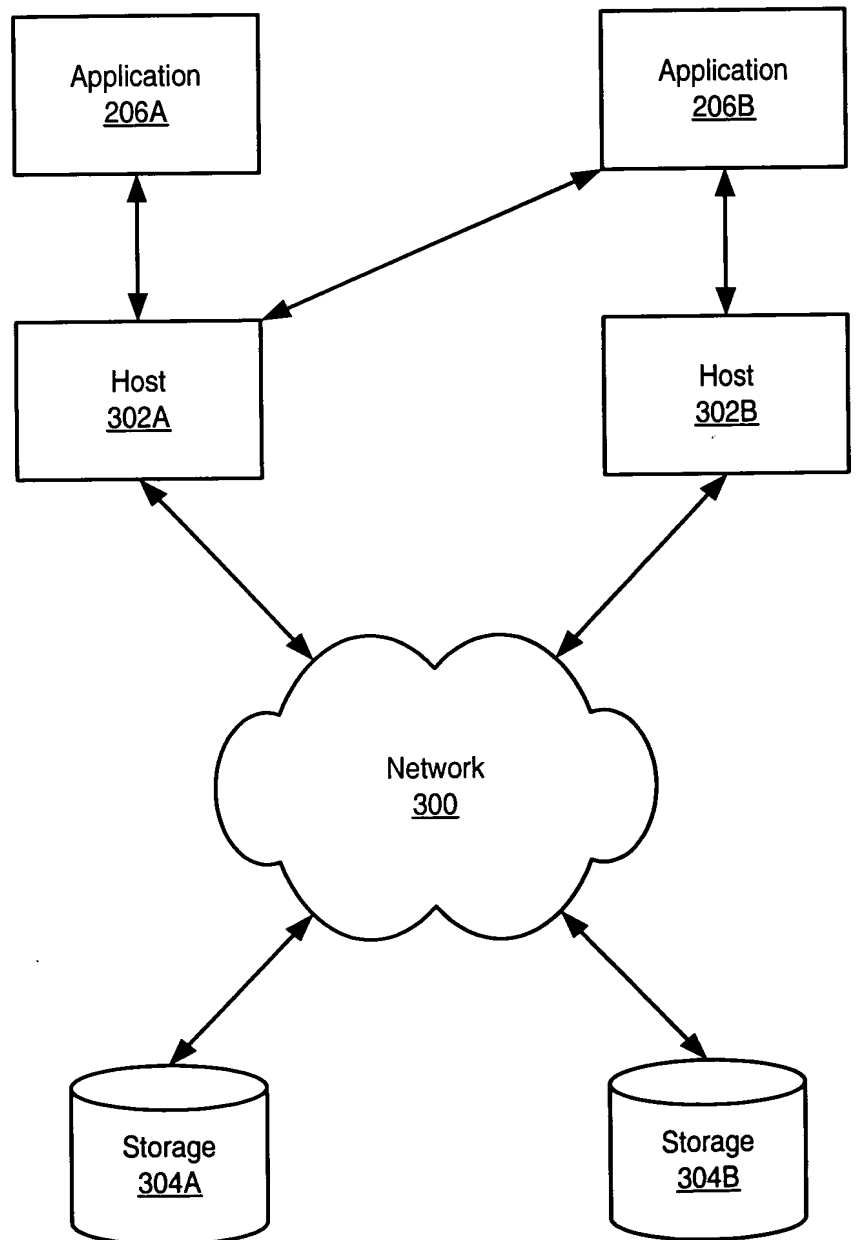 Application
206A
Application
206B
Host
302A
Host
302B
Network
300
Storage
304A
Storage
304B